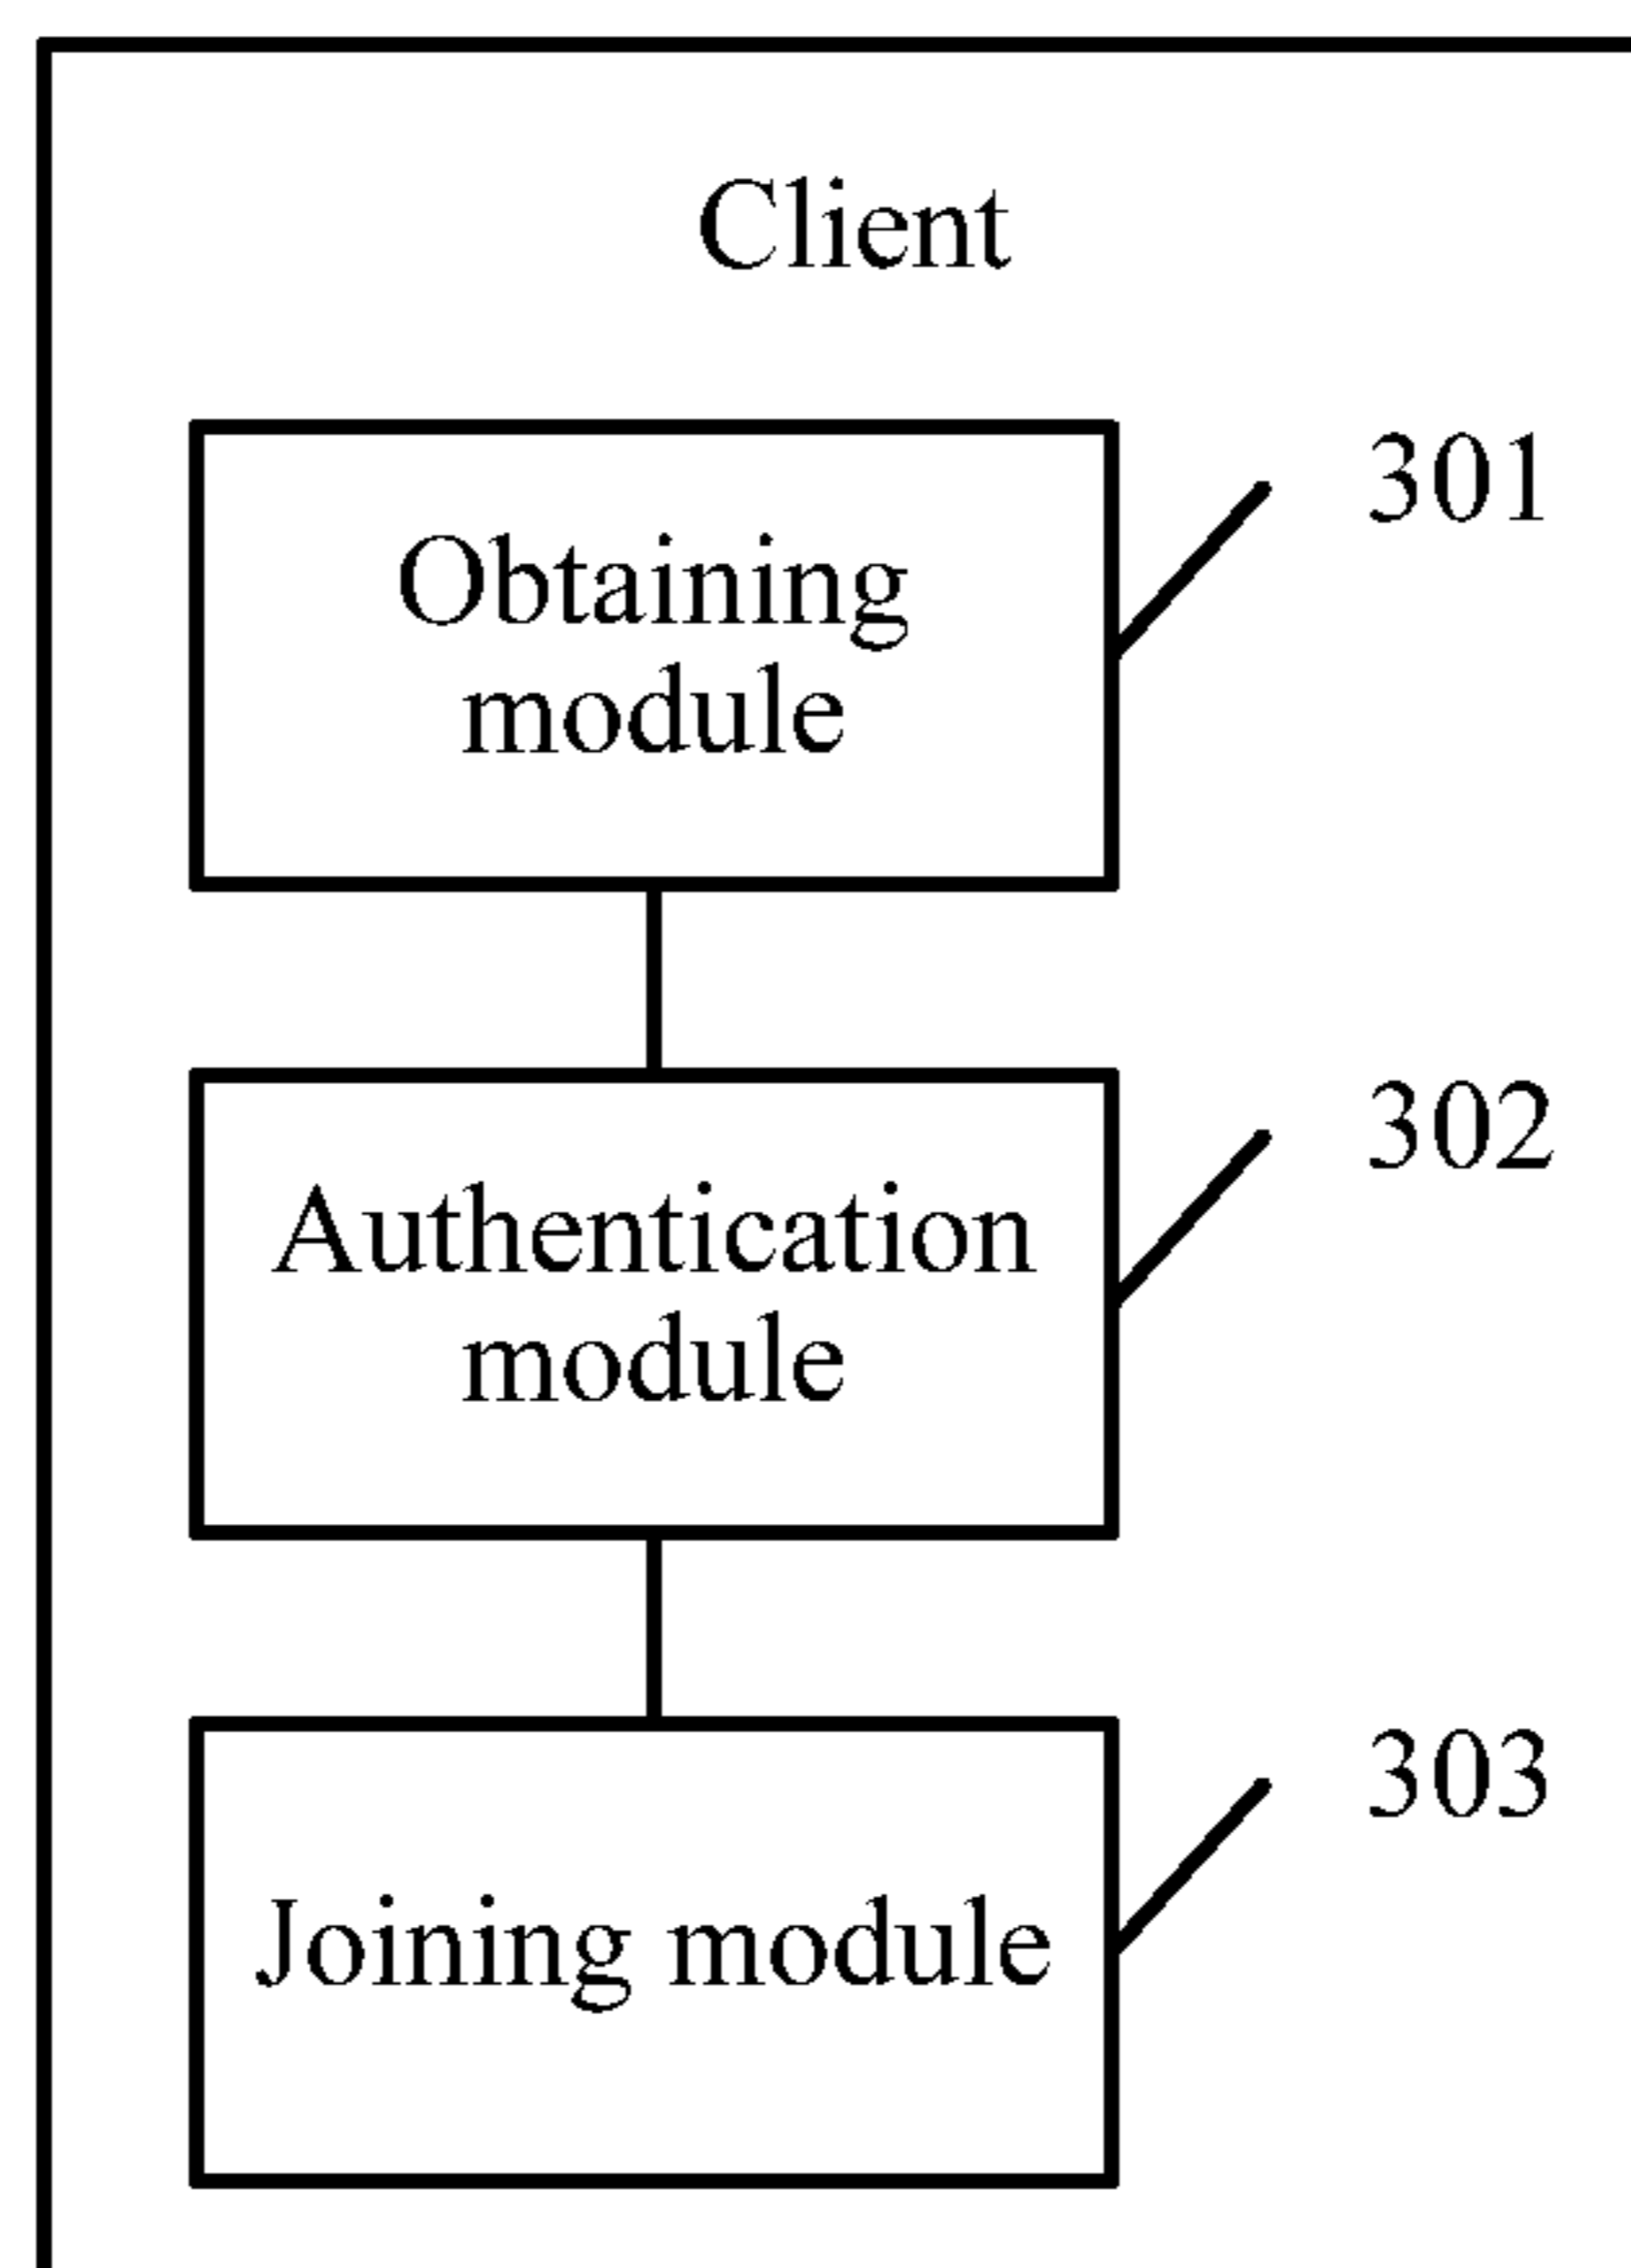 Client
301
Obtaining
module
302
Authentication
module
303
Joining module